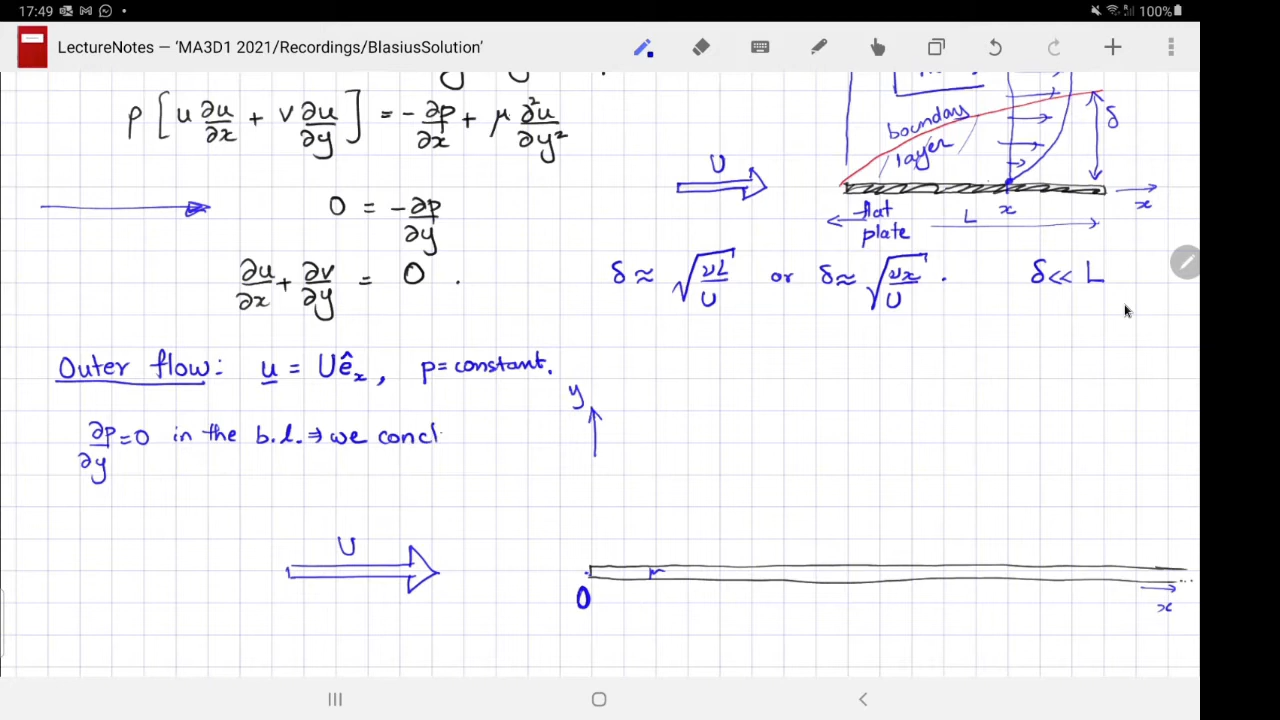 17:49
100%
LectureNotes — ‘MA3D1 2021/Recordings/BlasiusSolution’
ρ [ u ∂u/∂x + v ∂u/∂y ] = - ∂p/∂x + μ ∂²u/∂y²
0 = - ∂p/∂y
∂u/∂x + ∂v/∂y = 0 .
boundary
layer
δ
U
x
x
flat
plate
L
δ ≈ √(νL/U) or δ ≈ √(νx/U) . δ << L
Outer flow: u = U ê_x , p = constant.
y
∂p/∂y = 0 in the b.l. ⇒ we concl
U
0
x
...